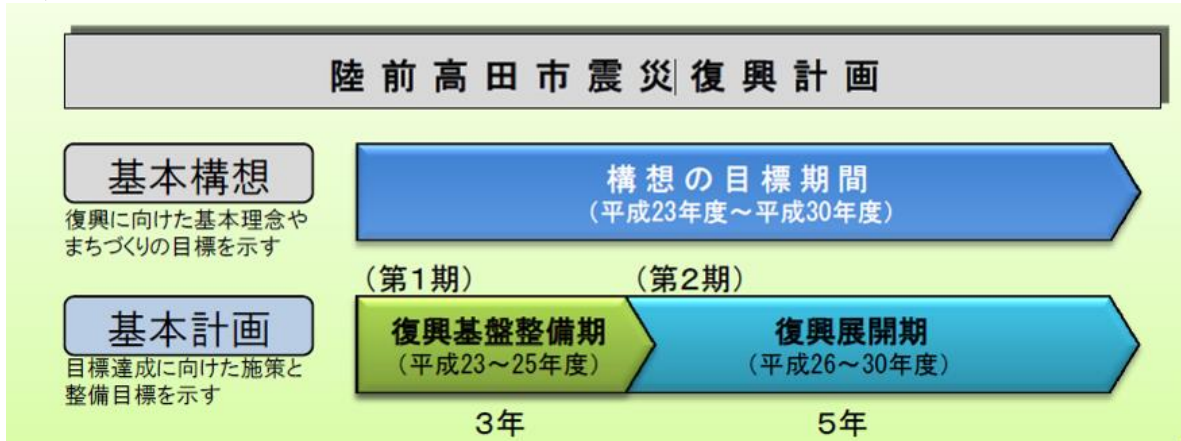 陸前高田市震災復興計画
基本構想
復興に向けた基本理念や
まちづくりの目標を示す
構想の目標期間
（平成23年度～平成30年度）
（第１期）
（第２期）
基本計画
目標達成に向けた施策と
整備目標を示す
復興基盤整備期
（平成23～25年度）
復興展開期
（平成26～30年度）
３年
５年